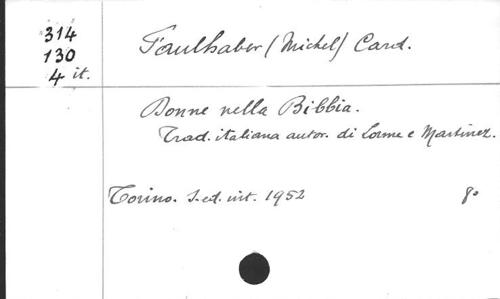 314
130
4 it.
Faulhaber (Michel) Card.
Donne nella Bibbia.
Trad. italiana autor. di Lorme e Martinez.
Torino. S. ed. int. 1952 8°